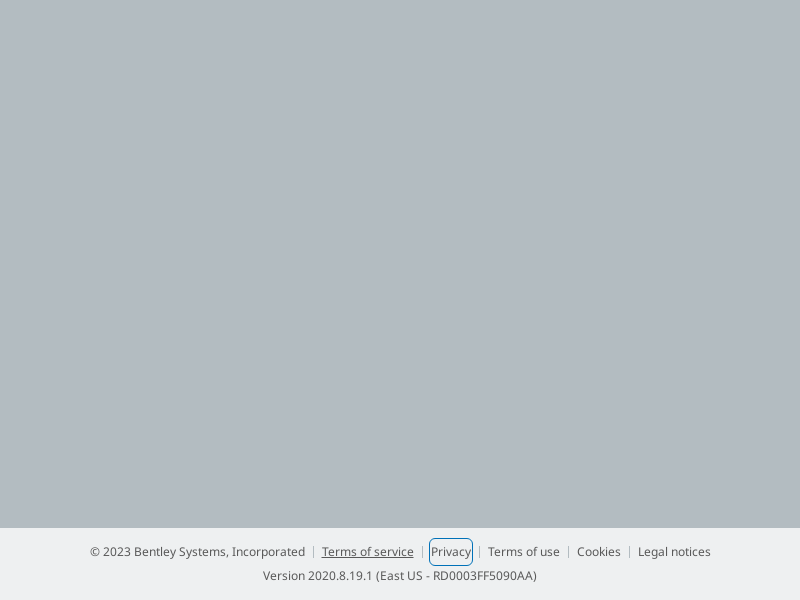 © 2023 Bentley Systems, Incorporated | Terms of service | Privacy | Terms of use | Cookies | Legal notices
Version 2020.8.19.1 (East US - RD0003FF5090AA)